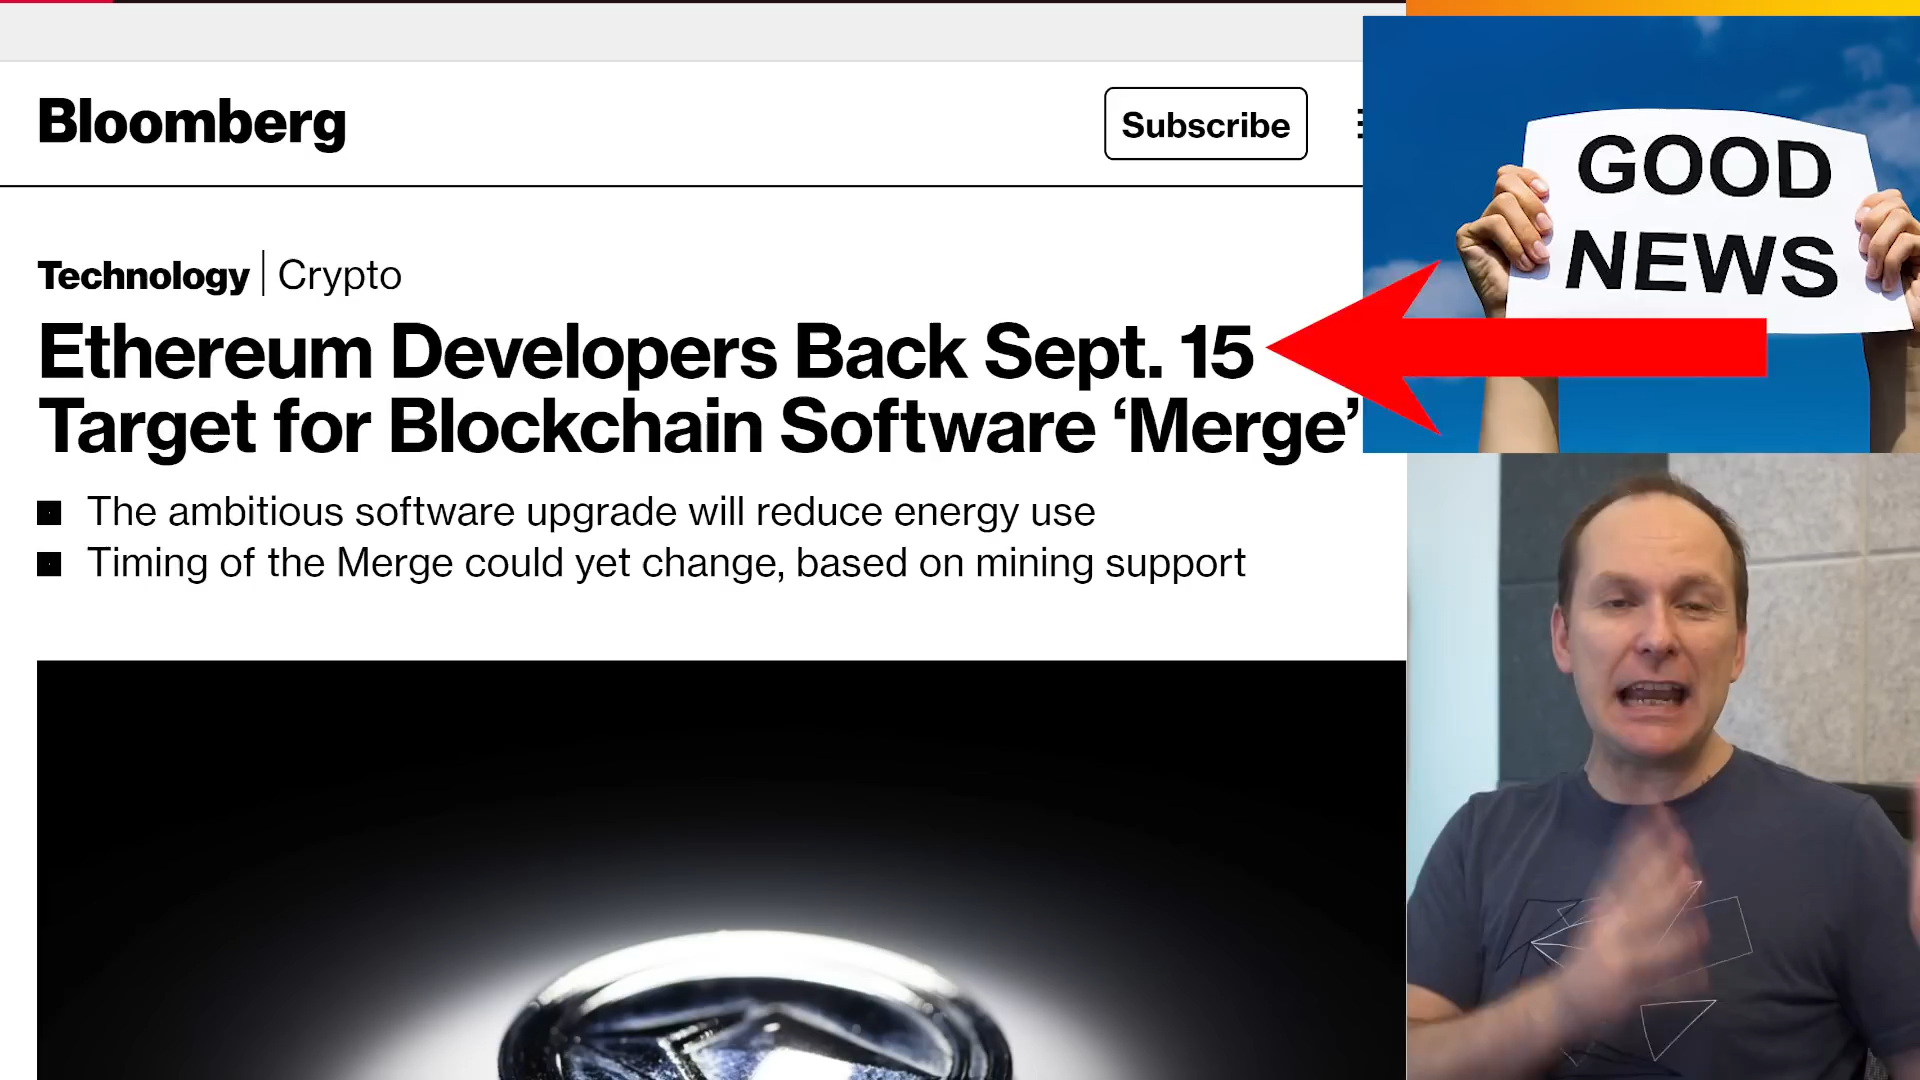 Bloomberg
Subscribe
Technology | Crypto
Ethereum Developers Back Sept. 15
Target for Blockchain Software ‘Merge’
The ambitious software upgrade will reduce energy use
Timing of the Merge could yet change, based on mining support
GOOD
NEWS